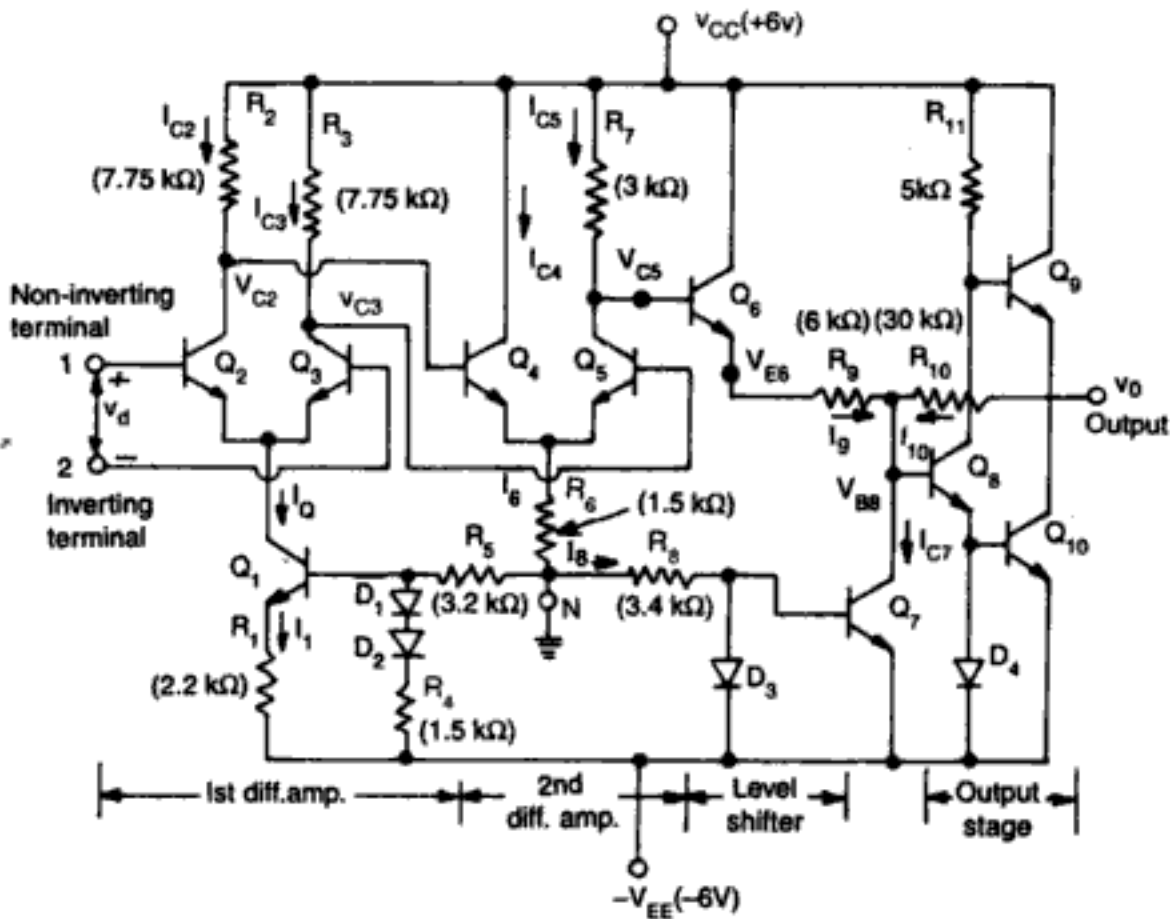 VCC(+6v)
IC2
R2
R3
IC5
R7
R11
(7.75 kΩ)
(7.75 kΩ)
IC3
(3 kΩ)
5kΩ
IC4
VC2
vC3
VC5
Non-inverting
terminal
1
+
vd
2
−
Inverting
terminal
Q2
Q3
Q4
Q5
Q6
Q9
(6 kΩ) (30 kΩ)
VE6
R9
R10
v0
Output
I9
I10
Q8
VB8
IC7
Q10
IQ
I6
R6
(1.5 kΩ)
I8
R5
R8
Q1
D1
(3.2 kΩ)
N
(3.4 kΩ)
Q7
R1
I1
D2
D3
D4
(2.2 kΩ)
R4
(1.5 kΩ)
Ist diff.amp.
2nd
diff. amp.
Level
shifter
Output
stage
−VEE(−6V)